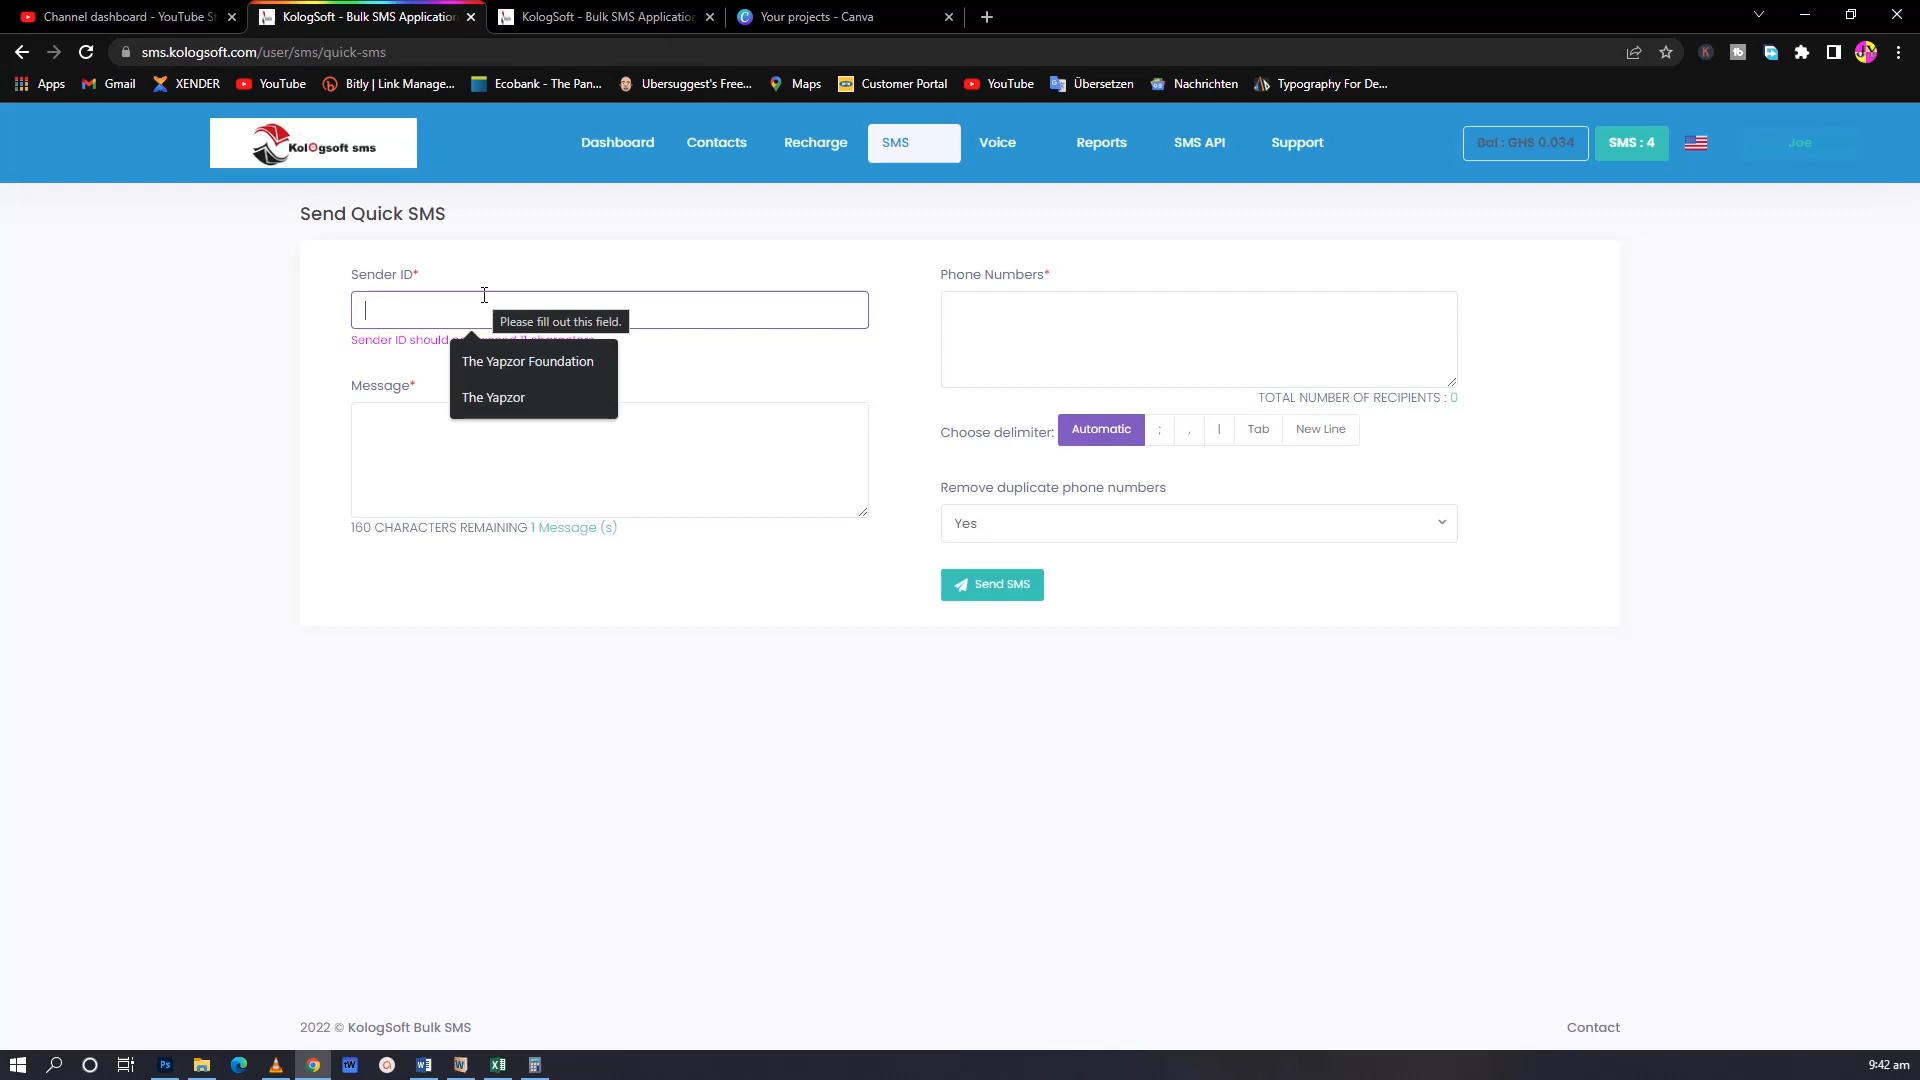 Channel dashboard - YouTube St
KologSoft - Bulk SMS Application
KologSoft - Bulk SMS Application
Your projects - Canva
sms.kologsoft.com/user/sms/quick-sms
Apps
Gmail
XENDER
YouTube
Bitly | Link Manage...
Ecobank - The Pan...
Ubersuggest's Free...
Maps
Customer Portal
YouTube
Übersetzen
Nachrichten
Typography For De...
KolOgsoft sms
Dashboard
Contacts
Recharge
SMS
Voice
Reports
SMS API
Support
Bal : GHS 0.034
SMS : 4
Joe
Send Quick SMS
Sender ID*
Please fill out this field.
Sender ID should
The Yapzor Foundation
The Yapzor
Message*
160 CHARACTERS REMAINING 1 Message (s)
Phone Numbers*
TOTAL NUMBER OF RECIPIENTS : 0
Choose delimiter: Automatic ; , | Tab New Line
Remove duplicate phone numbers
Yes
Send SMS
2022 © KologSoft Bulk SMS
Contact
Ps
tW
9:42 am